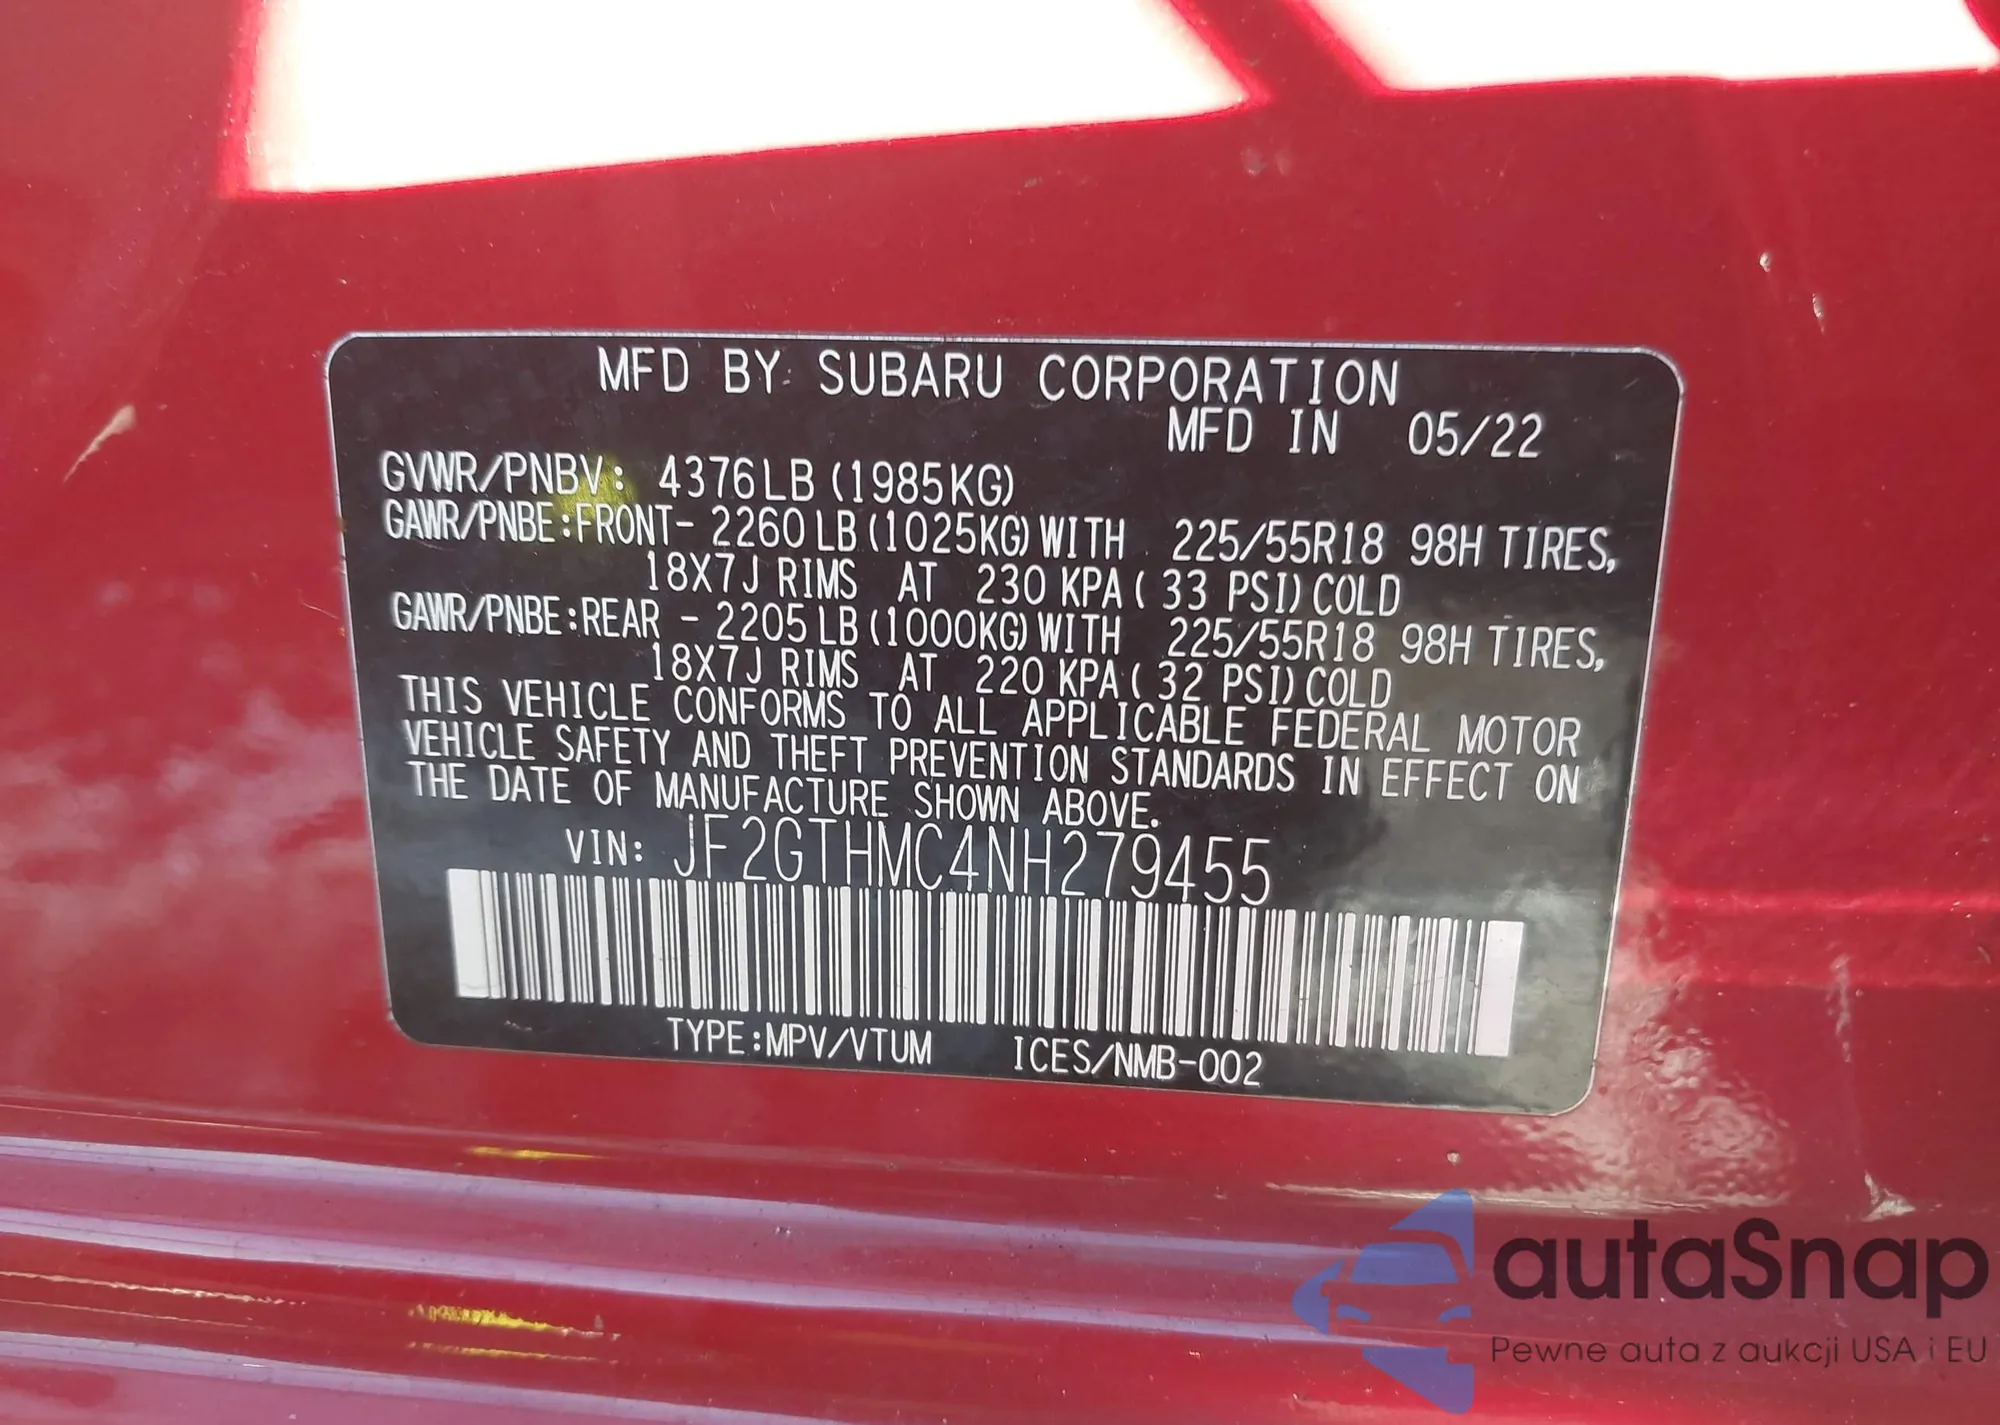 MFD BY SUBARU CORPORATION
MFD IN 05/22
GVWR/PNBV: 4376LB (1985KG)
GAWR/PNBE:FRONT- 2260 LB (1025KG) WITH 225/55R18 98H TIRES,
18X7J RIMS AT 230 KPA ( 33 PSI) COLD
GAWR/PNBE:REAR - 2205 LB (1000KG) WITH 225/55R18 98H TIRES,
18X7J RIMS AT 220 KPA ( 32 PSI) COLD
THIS VEHICLE CONFORMS TO ALL APPLICABLE FEDERAL MOTOR
VEHICLE SAFETY AND THEFT PREVENTION STANDARDS IN EFFECT ON
THE DATE OF MANUFACTURE SHOWN ABOVE.
VIN: JF2GTHMC4NH279455
TYPE:MPV/VTUM ICES/NMB-002
autaSnap
Pewne auta z aukcji USA i EU